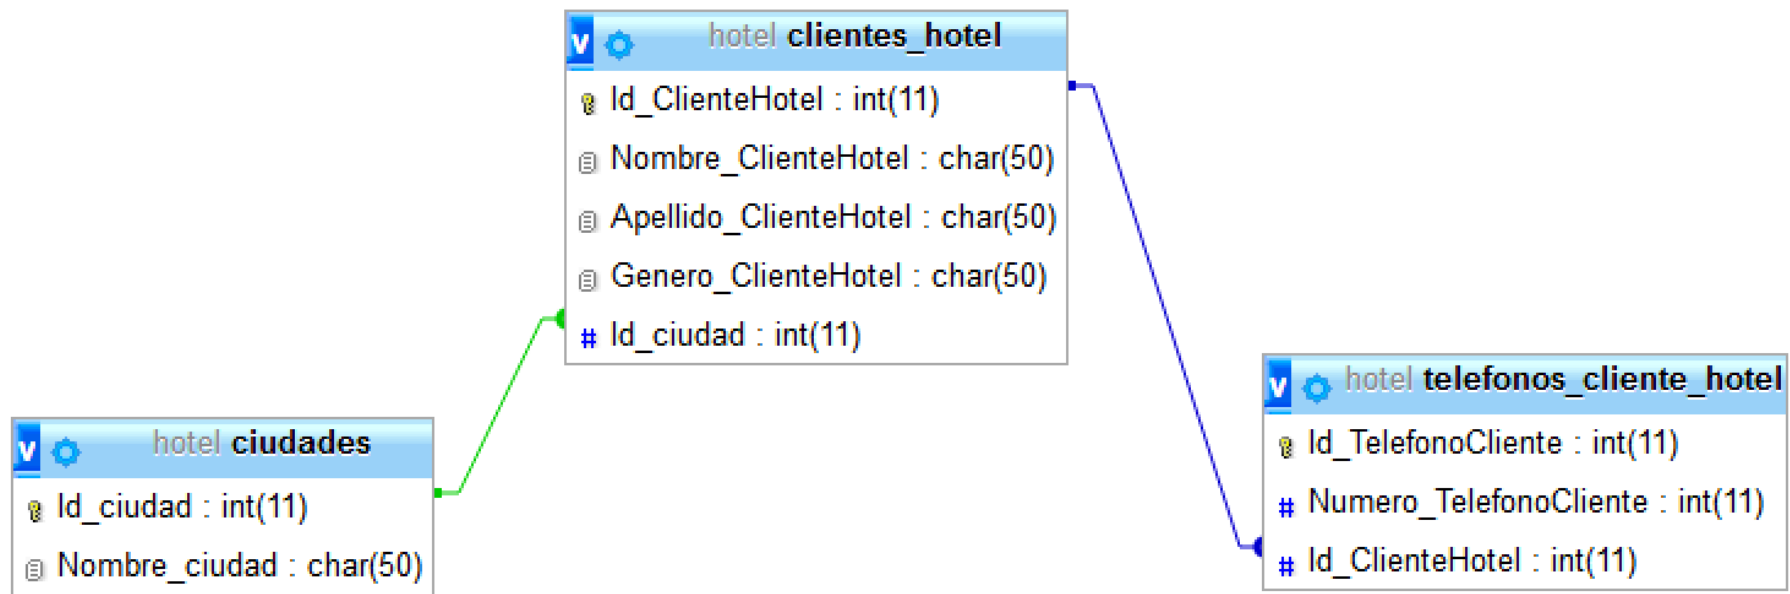 hotel clientes_hotel
Id_ClienteHotel : int(11)
Nombre_ClienteHotel : char(50)
Apellido_ClienteHotel : char(50)
Genero_ClienteHotel : char(50)
# Id_ciudad : int(11)
hotel ciudades
Id_ciudad : int(11)
Nombre_ciudad : char(50)
hotel telefonos_cliente_hotel
Id_TelefonoCliente : int(11)
# Numero_TelefonoCliente : int(11)
# Id_ClienteHotel : int(11)